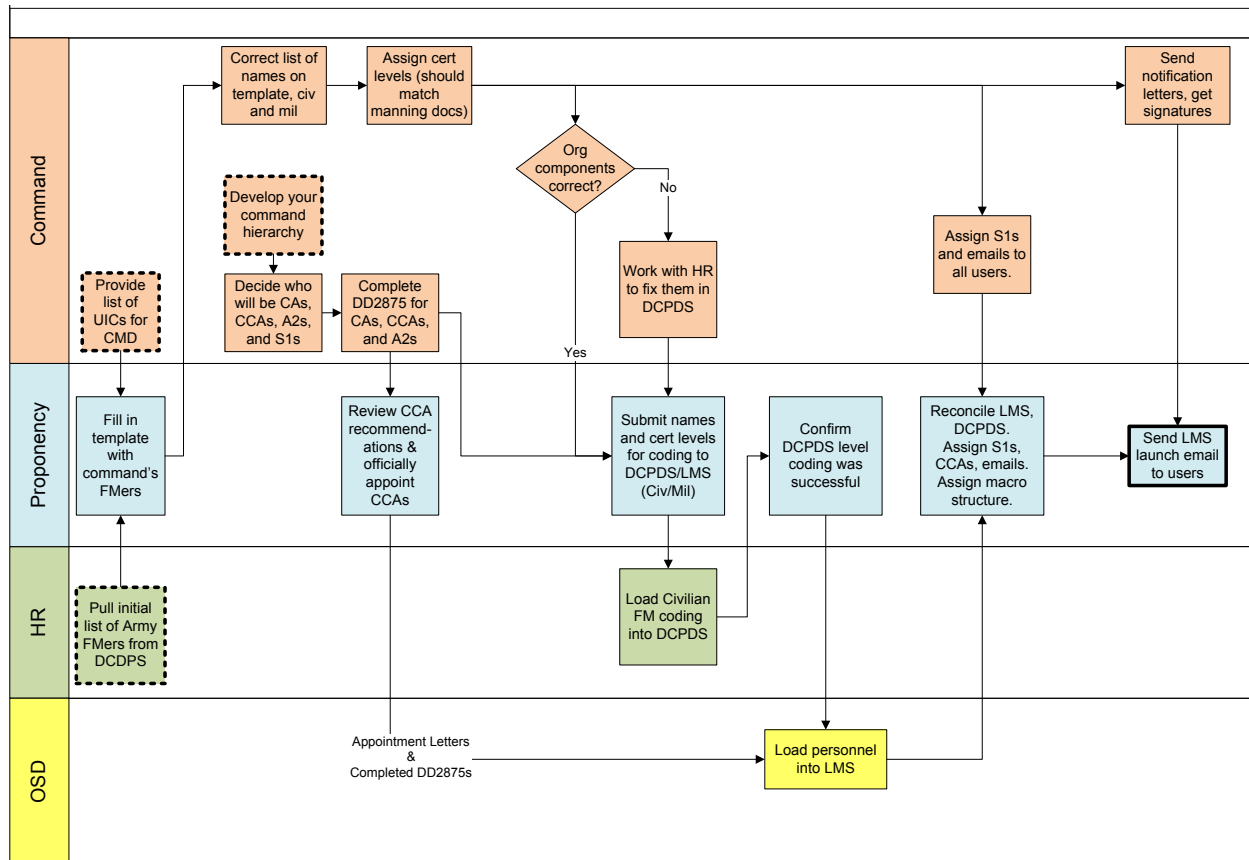 Command
Correct list of
names on
template, civ
and mil
Assign cert
levels (should
match
manning docs)
Send
notification
letters, get
signatures
Org
components
correct?
No
Yes
Develop your
command
hierarchy
Assign S1s
and emails to
all users.
Work with HR
to fix them in
DCPDS
Provide
list of
UICs for
CMD
Decide who
will be CAs,
CCAs, A2s,
and S1s
Complete
DD2875 for
CAs, CCAs,
and A2s
Proponency
Fill in
template
with
command's
FMers
Review CCA
recommend-
ations &
officially
appoint
CCAs
Submit names
and cert levels
for coding to
DCPDS/LMS
(Civ/Mil)
Confirm
DCPDS level
coding was
successful
Reconcile LMS,
DCPDS.
Assign S1s,
CCAs, emails.
Assign macro
structure.
Send LMS
launch email
to users
HR
Pull initial
list of Army
FMers from
DCDPS
Load Civilian
FM coding
into DCPDS
OSD
Appointment Letters
&
Completed DD2875s
Load personnel
into LMS